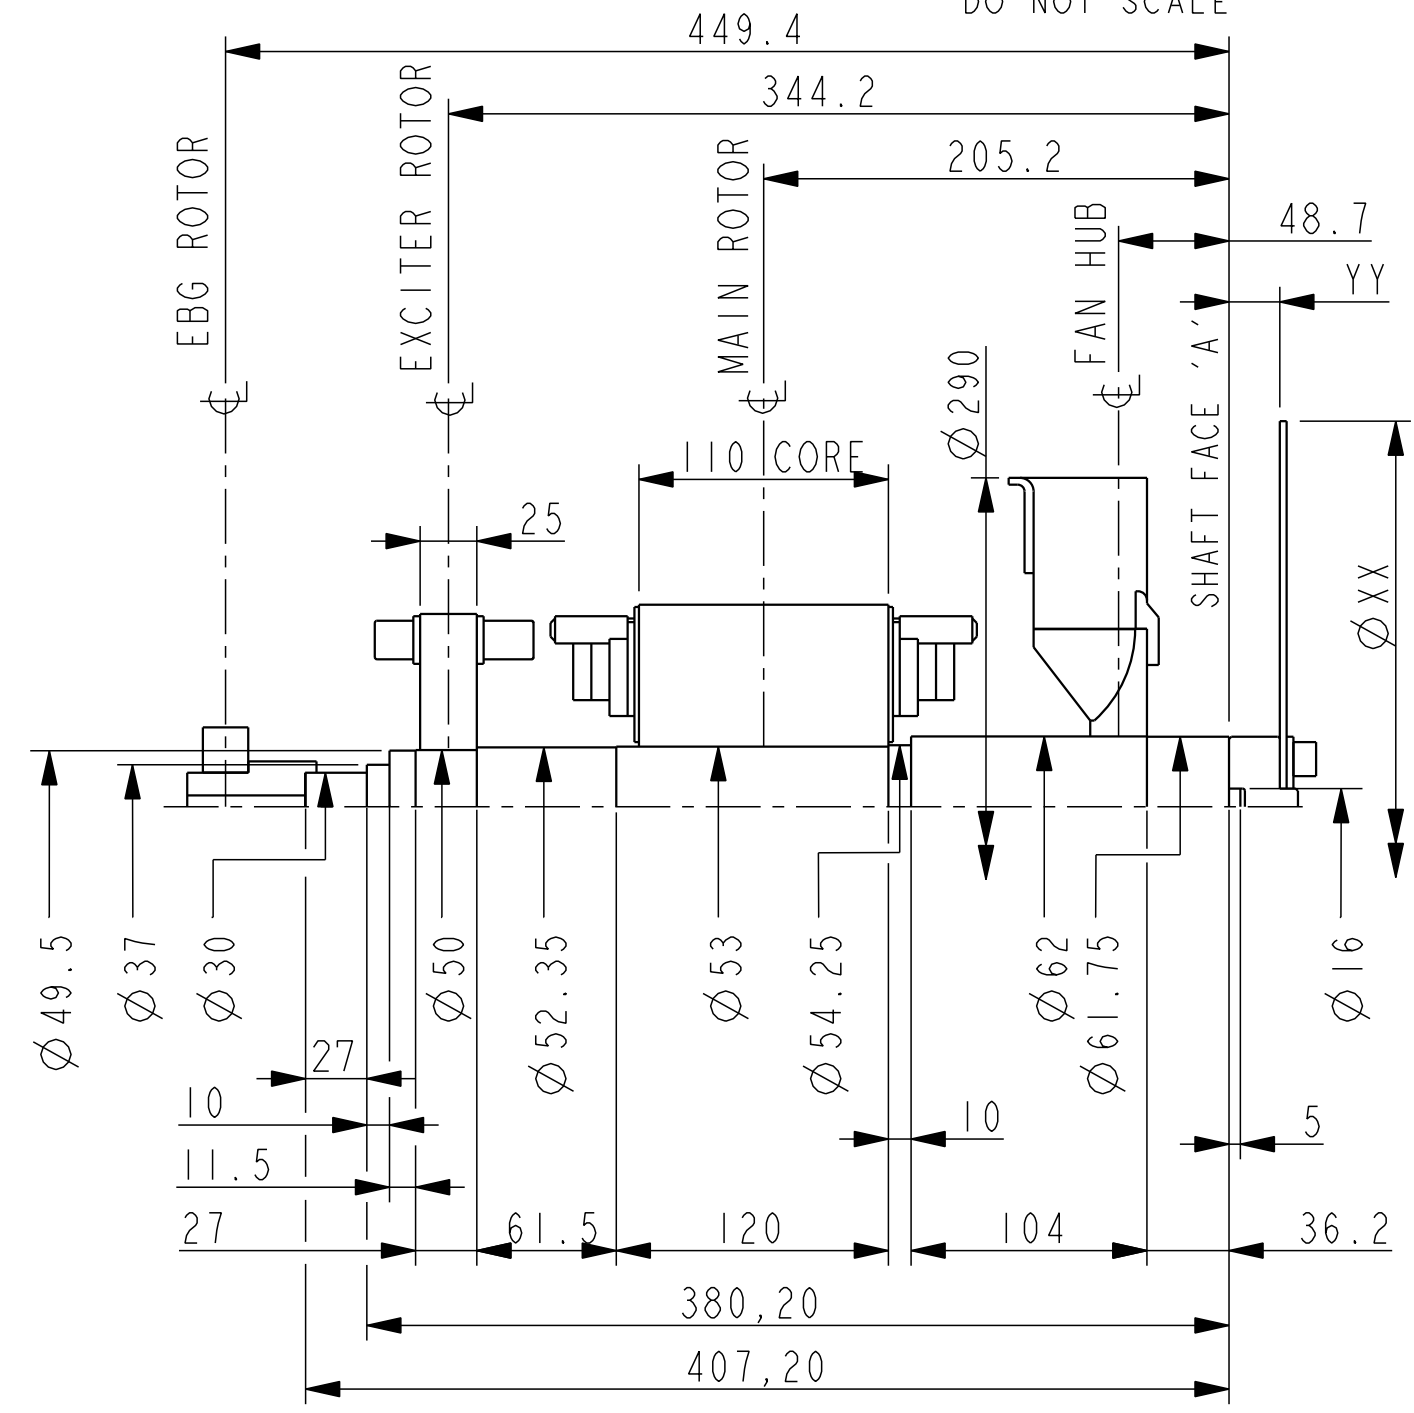 DO NOT SCALE
449.4
344.2
205.2
48.7
YY
EBG ROTOR
EXCITER ROTOR
MAIN ROTOR
FAN HUB
SHAFT FACE 'A'
Ø290
110 CORE
25
ØXX
Ø49.5
Ø37
Ø30
Ø50
Ø52.35
Ø53
Ø54.25
Ø62
Ø61.75
Ø16
27
10
10
5
11.5
27
61.5
120
104
36.2
380,20
407,20